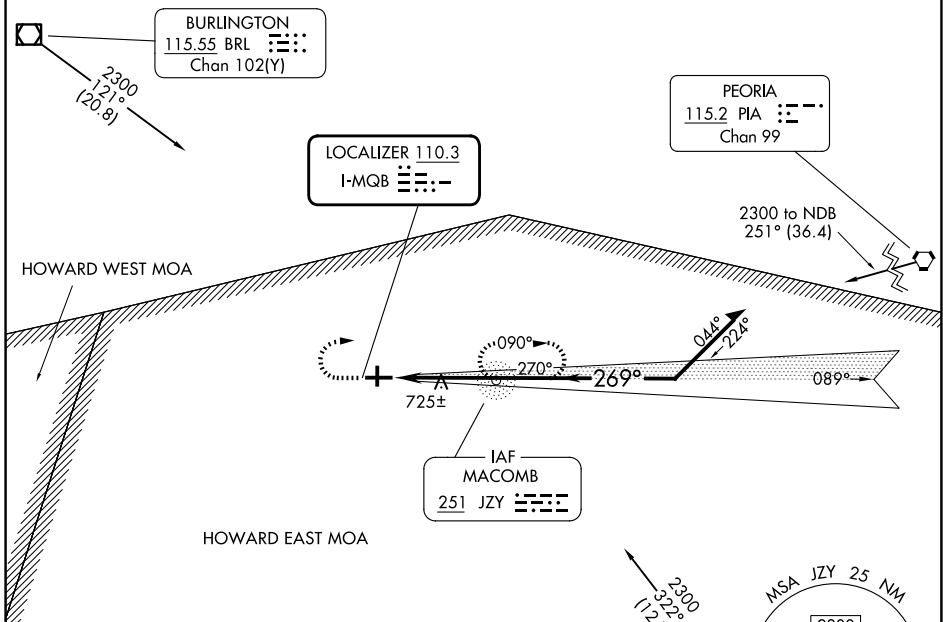 BURLINGTON
115.55 BRL
Chan 102(Y)
2300
121°
(20.8)
PEORIA
115.2 PIA
Chan 99
LOCALIZER 110.3
I-MQB
2300 to NDB
251° (36.4)
HOWARD WEST MOA
044°
224°
090°
270°
269°
089°
725±
IAF
MACOMB
251 JZY
HOWARD EAST MOA
2300
322°
MSA JZY 25 NM